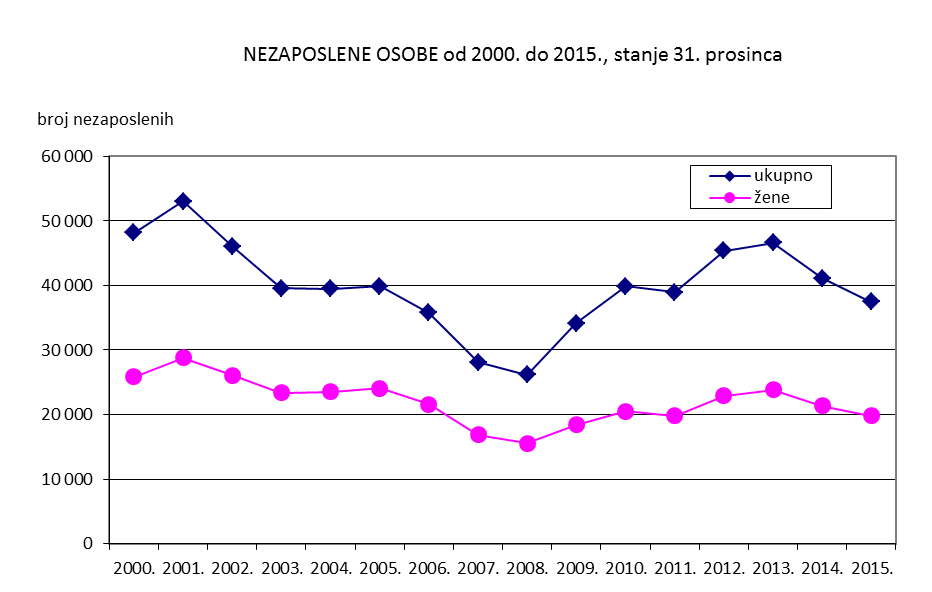 NEZAPOSLENE OSOBE od 2000. do 2015., stanje 31. prosinca
broj nezaposlenih
60 000
ukupno
žene
50 000
40 000
30 000
20 000
10 000
0
2000. 2001. 2002. 2003. 2004. 2005. 2006. 2007. 2008. 2009. 2010. 2011. 2012. 2013. 2014. 2015.